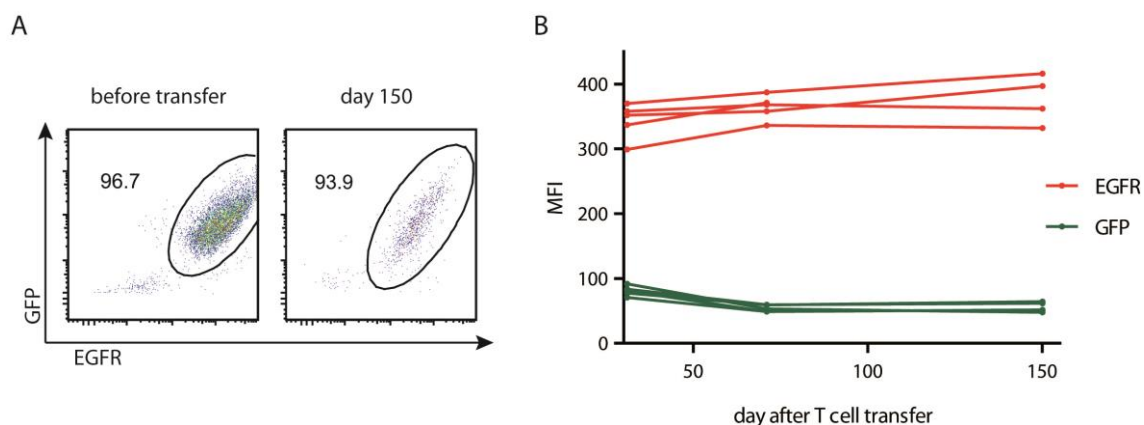 A
before transfer
day 150
96.7
93.9
GFP
EGFR
B
400
300
200
100
0
MFI
50
100
150
day after T cell transfer
EGFR
GFP